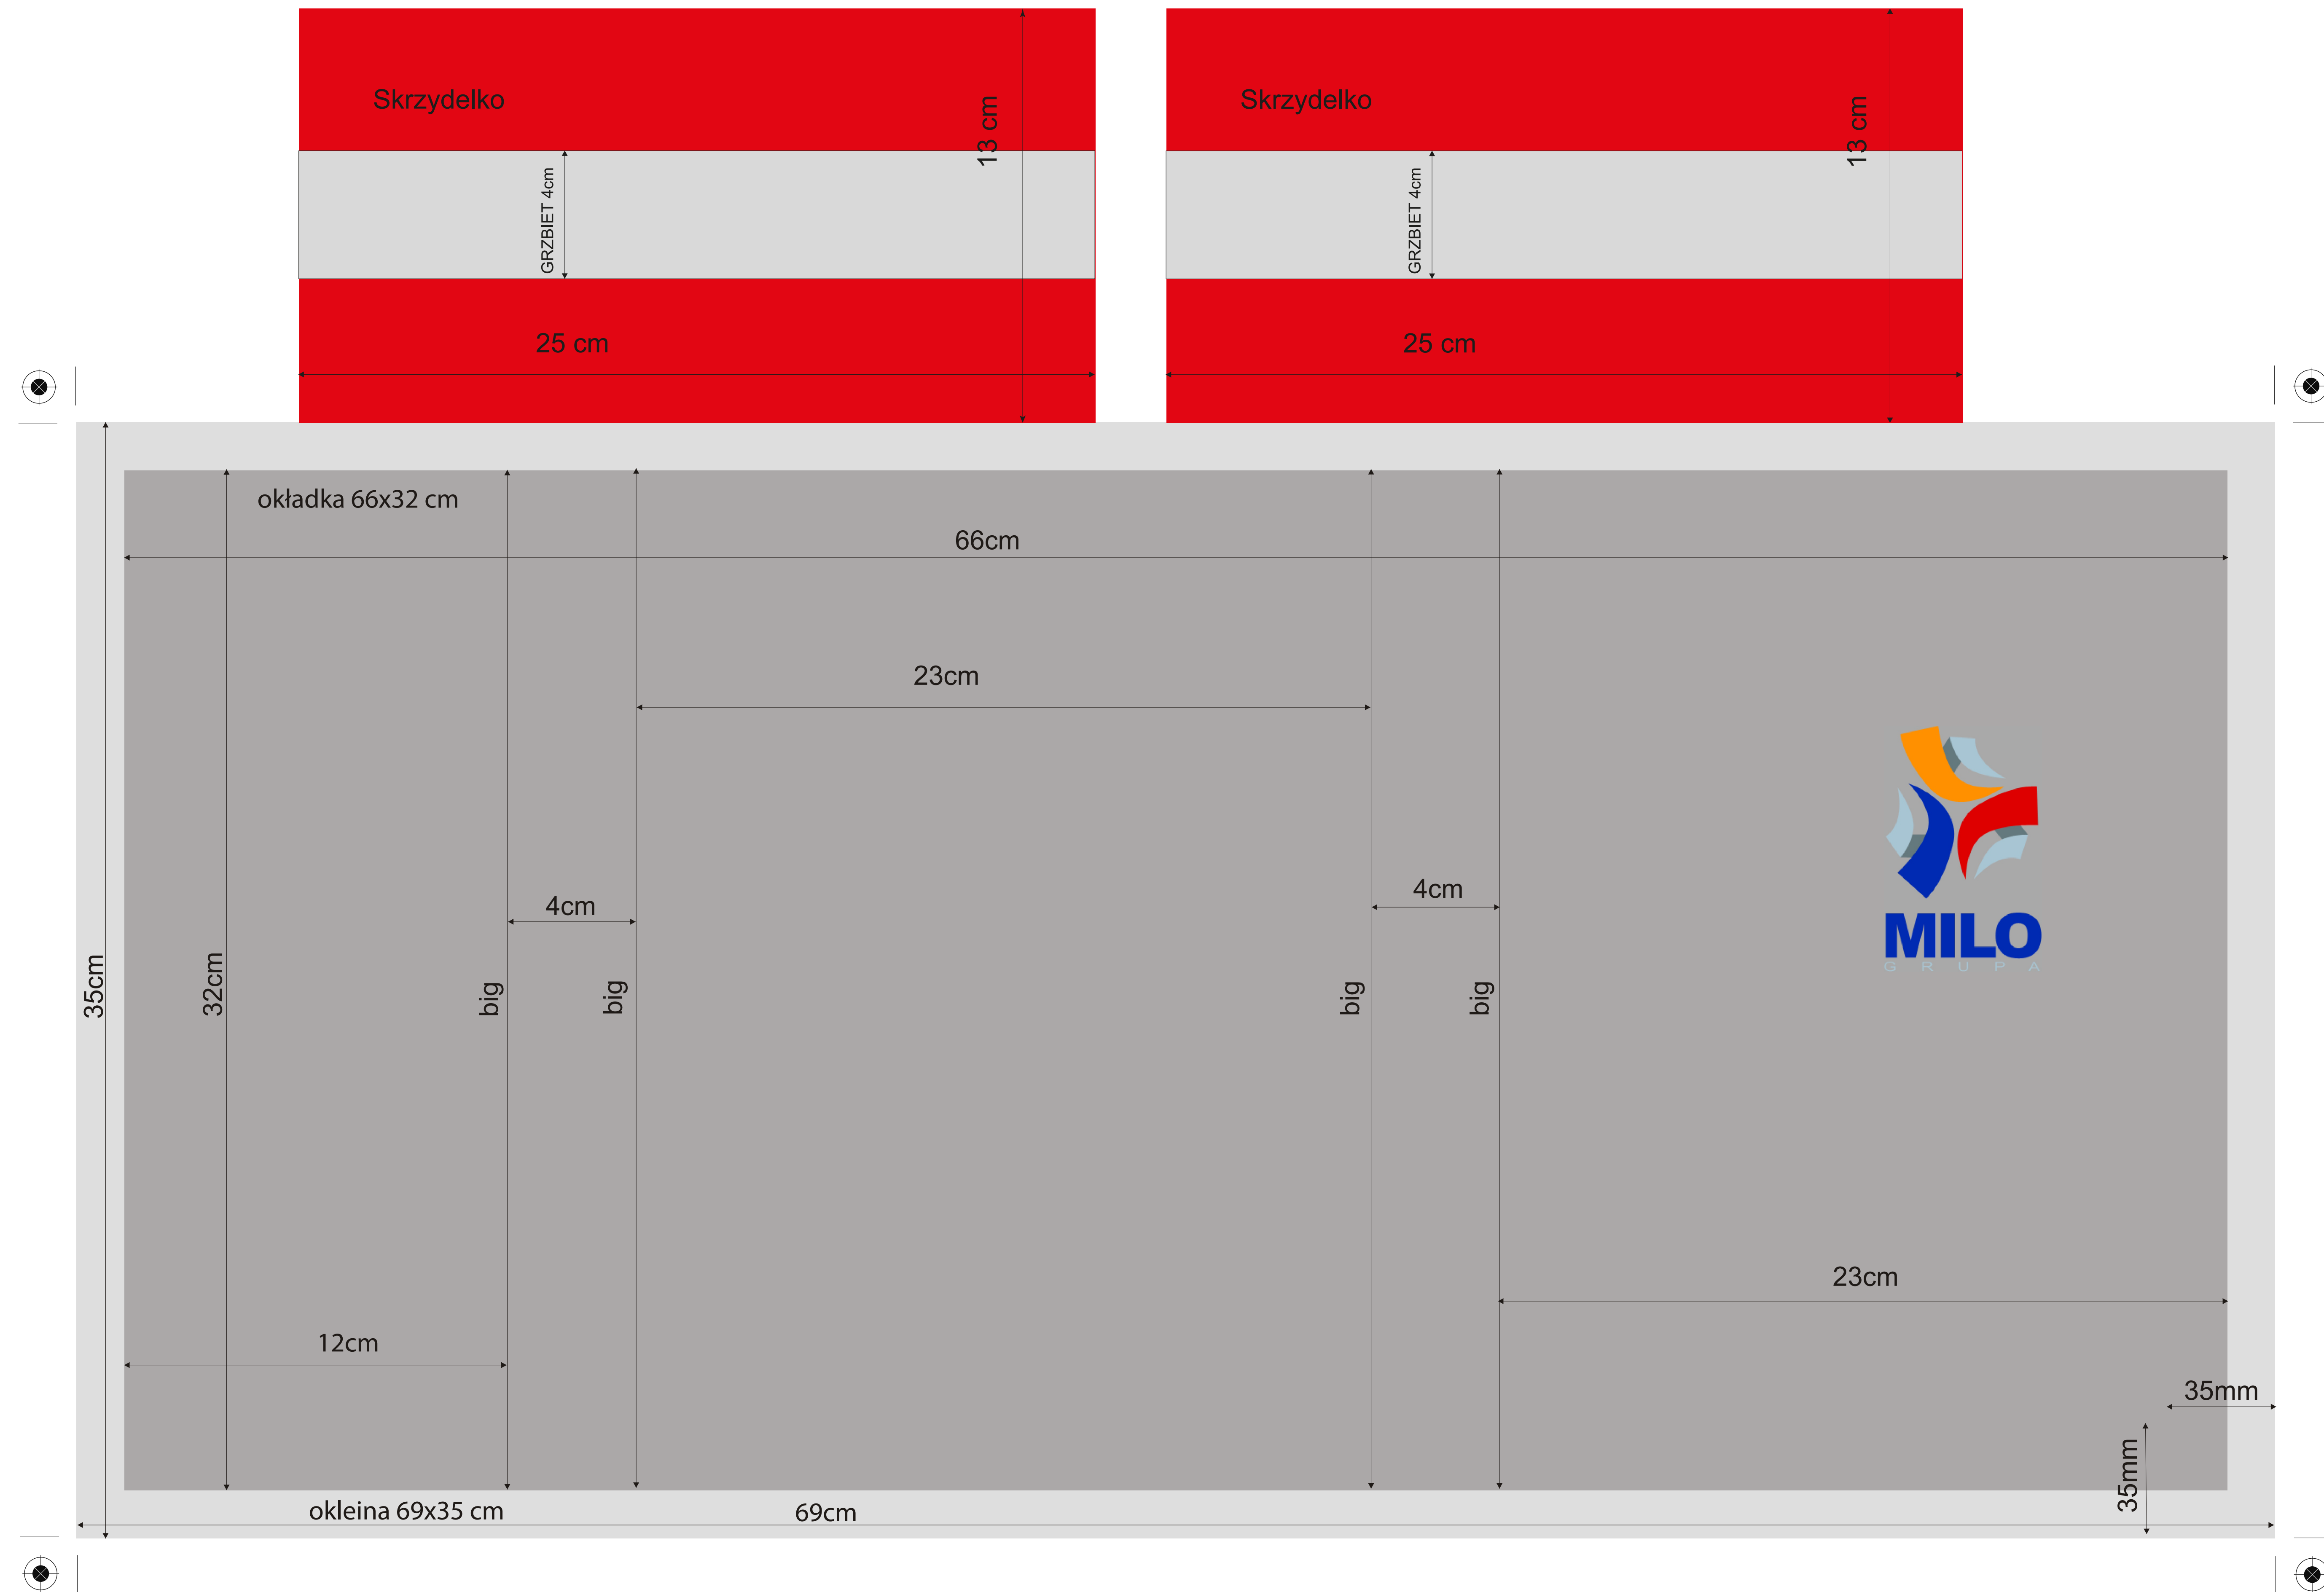 Skrzydelko
13 cm
GRZBIET 4cm
25 cm
Skrzydelko
13 cm
GRZBIET 4cm
25 cm
okładka 66x32 cm
66cm
23cm
4cm
4cm
MILO
GRUPA
35cm
32cm
big
big
big
big
23cm
12cm
35mm
35mm
okleina 69x35 cm
69cm